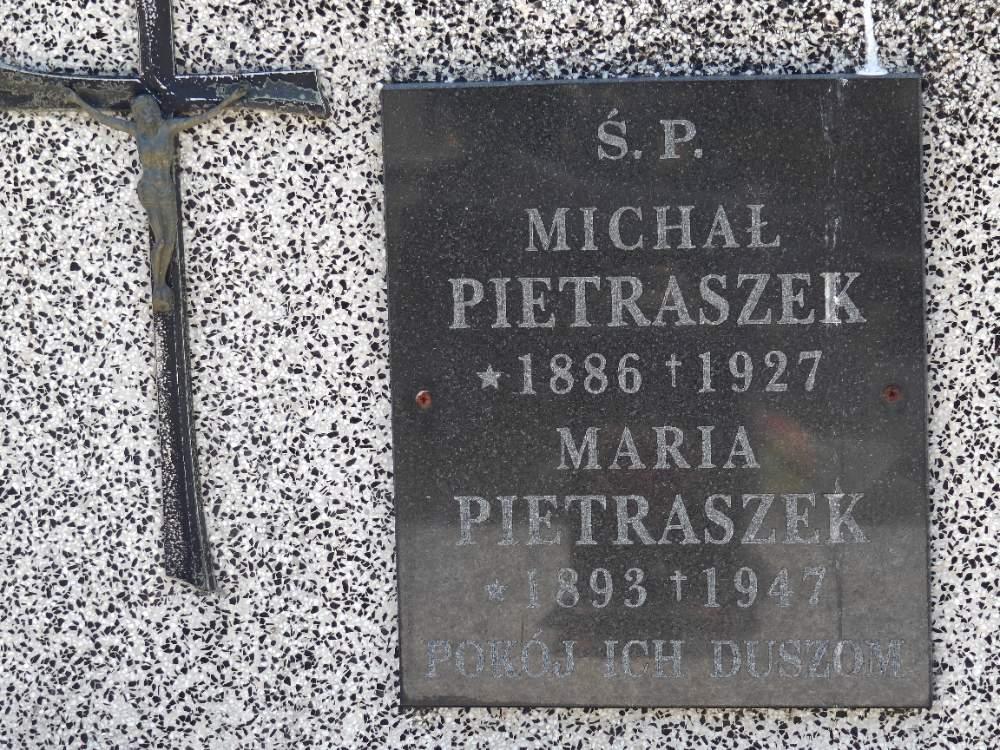 Ś. P.
MICHAŁ
PIETRASZEK
★ 1886 † 1927
MARIA
PIETRASZEK
★ 1893 † 1947
POKÓJ ICH DUSZOM